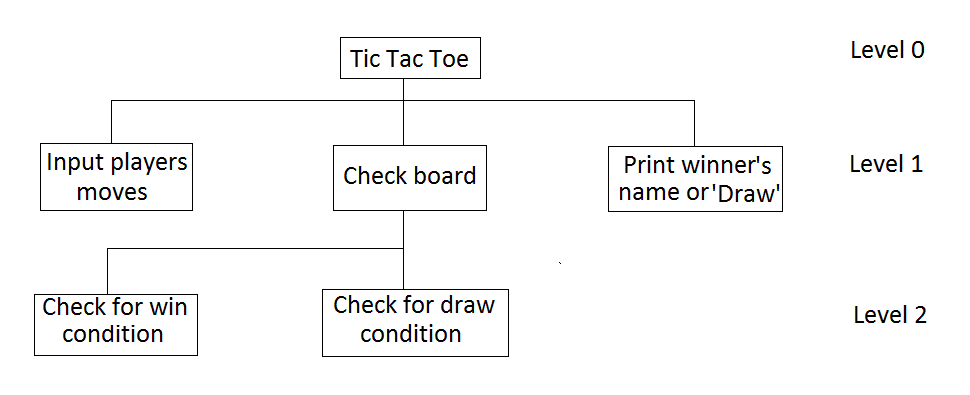 Tic Tac Toe
Level 0
Input players
moves
Check board
Print winner's
name or 'Draw'
Level 1
Check for win
condition
Check for draw
condition
Level 2